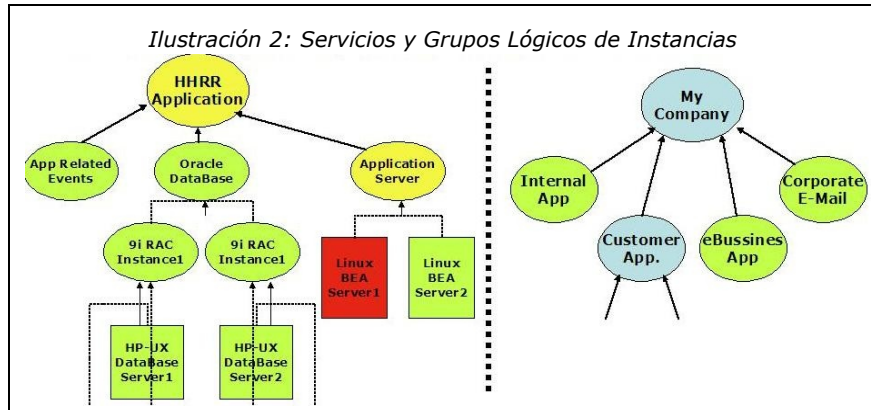 Ilustración 2: Servicios y Grupos Lógicos de Instancias
HHRR
Application
App Related
Events
Oracle
DataBase
Application
Server
9i RAC
Instance1
9i RAC
Instance1
Linux
BEA
Server1
Linux
BEA
Server2
HP-UX
DataBase
Server1
HP-UX
DataBase
Server2
My
Company
Internal
App
Corporate
E-Mail
Customer
App.
eBussines
App